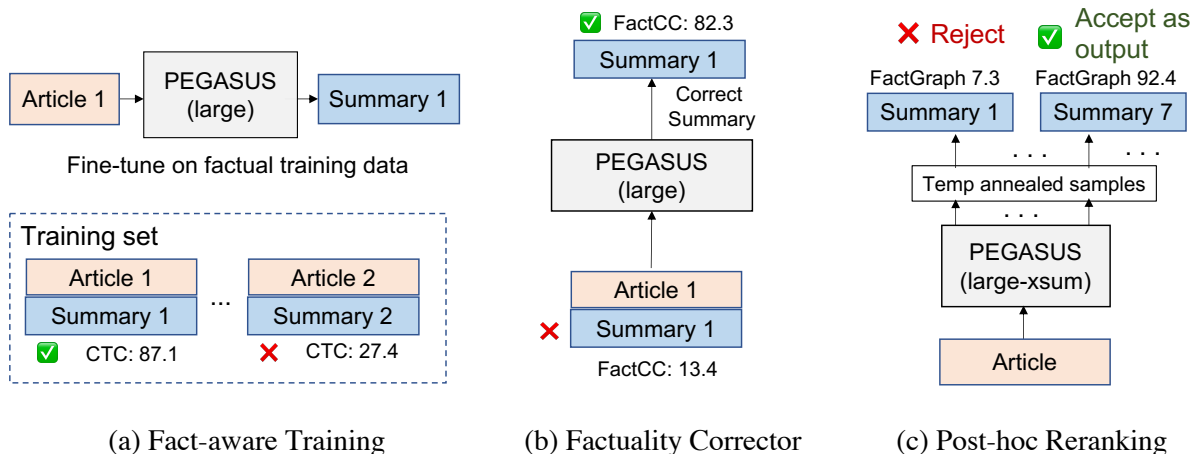 Article 1
PEGASUS
(large)
Summary 1
Fine-tune on factual training data
Training set
Article 1
Summary 1
CTC: 87.1
...
Article 2
Summary 2
CTC: 27.4
(a) Fact-aware Training
FactCC: 82.3
Summary 1
Correct
Summary
PEGASUS
(large)
Article 1
Summary 1
FactCC: 13.4
(b) Factuality Corrector
Reject
Accept as
output
FactGraph 7.3
FactGraph 92.4
Summary 1
Summary 7
. . .
. . .
Temp annealed samples
. . .
PEGASUS
(large-xsum)
Article
(c) Post-hoc Reranking